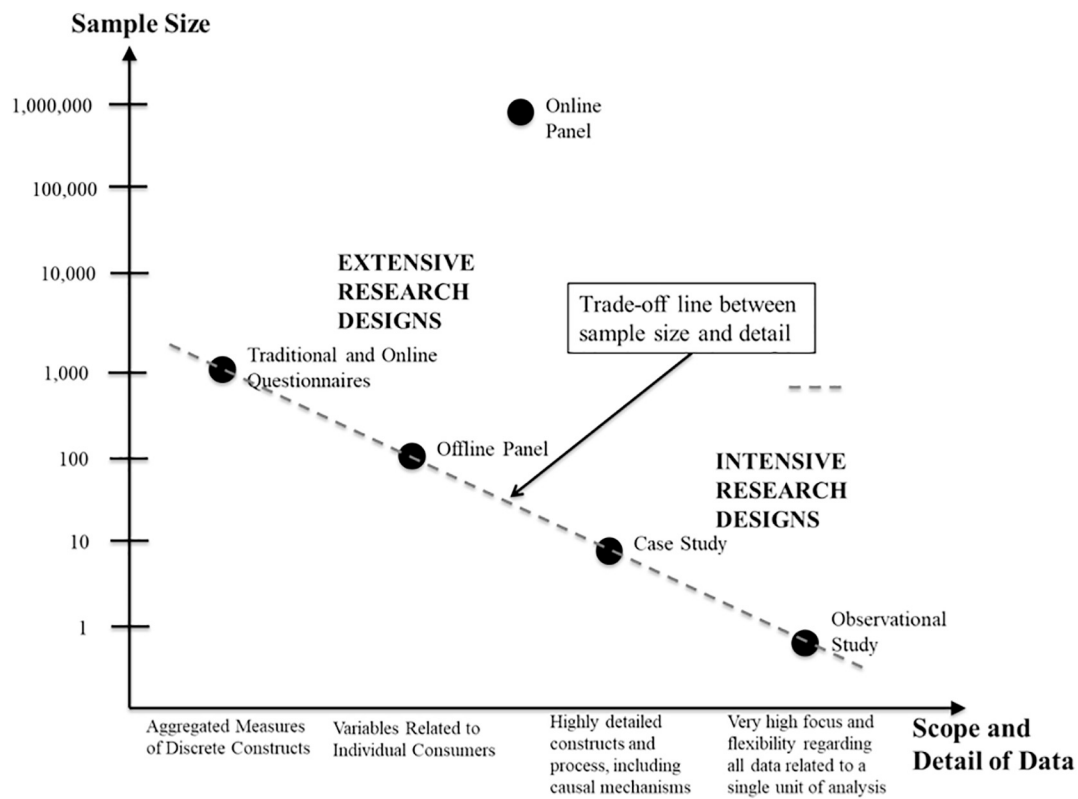 Sample Size
1,000,000
100,000
10,000
1,000
100
10
1
Online
Panel
EXTENSIVE
RESEARCH
DESIGNS
Trade-off line between
sample size and detail
Traditional and Online
Questionnaires
Offline Panel
INTENSIVE
RESEARCH
DESIGNS
Case Study
Observational
Study
Aggregated Measures
of Discrete Constructs
Variables Related to
Individual Consumers
Highly detailed
constructs and
process, including
causal mechanisms
Very high focus and
flexibility regarding
all data related to a
single unit of analysis
Scope and
Detail of Data